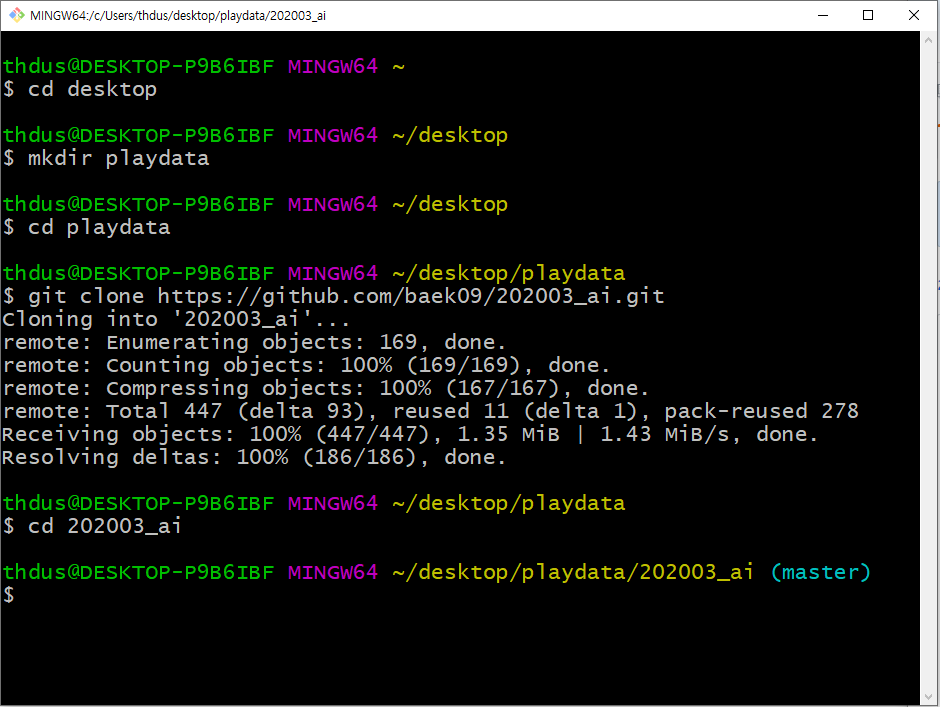 MINGW64:/c/Users/thdus/desktop/playdata/202003_ai
thdus@DESKTOP-P9B6IBF MINGW64 ~
$ cd desktop
thdus@DESKTOP-P9B6IBF MINGW64 ~/desktop
$ mkdir playdata
thdus@DESKTOP-P9B6IBF MINGW64 ~/desktop
$ cd playdata
thdus@DESKTOP-P9B6IBF MINGW64 ~/desktop/playdata
$ git clone https://github.com/baek09/202003_ai.git
Cloning into '202003_ai'...
remote: Enumerating objects: 169, done.
remote: Counting objects: 100% (169/169), done.
remote: Compressing objects: 100% (167/167), done.
remote: Total 447 (delta 93), reused 11 (delta 1), pack-reused 278
Receiving objects: 100% (447/447), 1.35 MiB | 1.43 MiB/s, done.
Resolving deltas: 100% (186/186), done.
thdus@DESKTOP-P9B6IBF MINGW64 ~/desktop/playdata
$ cd 202003_ai
thdus@DESKTOP-P9B6IBF MINGW64 ~/desktop/playdata/202003_ai (master)
$